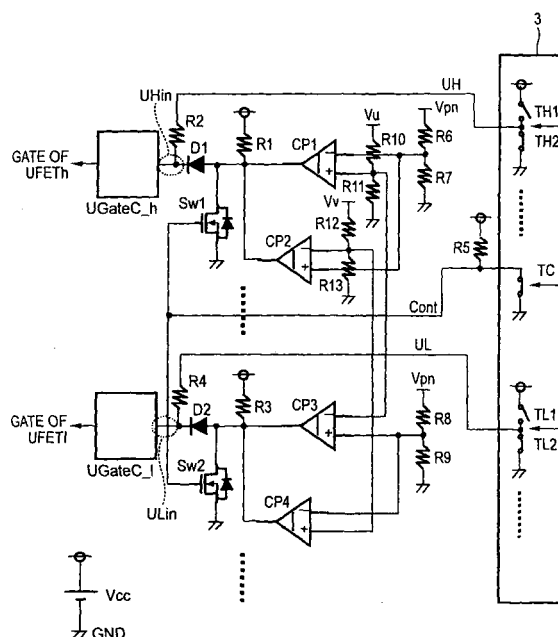 3
UHin
UH
R2
R1
CP1
Vu
R10
Vpn
R6
TH1
TH2
GATE OF
UFETh
D1
R11
R7
UGateC_h
Sw1
Vv
R12
CP2
R13
R5
TC
Cont
UL
R4
R3
CP3
Vpn
R8
TL1
TL2
GATE OF
UFETl
D2
R9
UGateC_l
Sw2
CP4
ULin
Vcc
GND